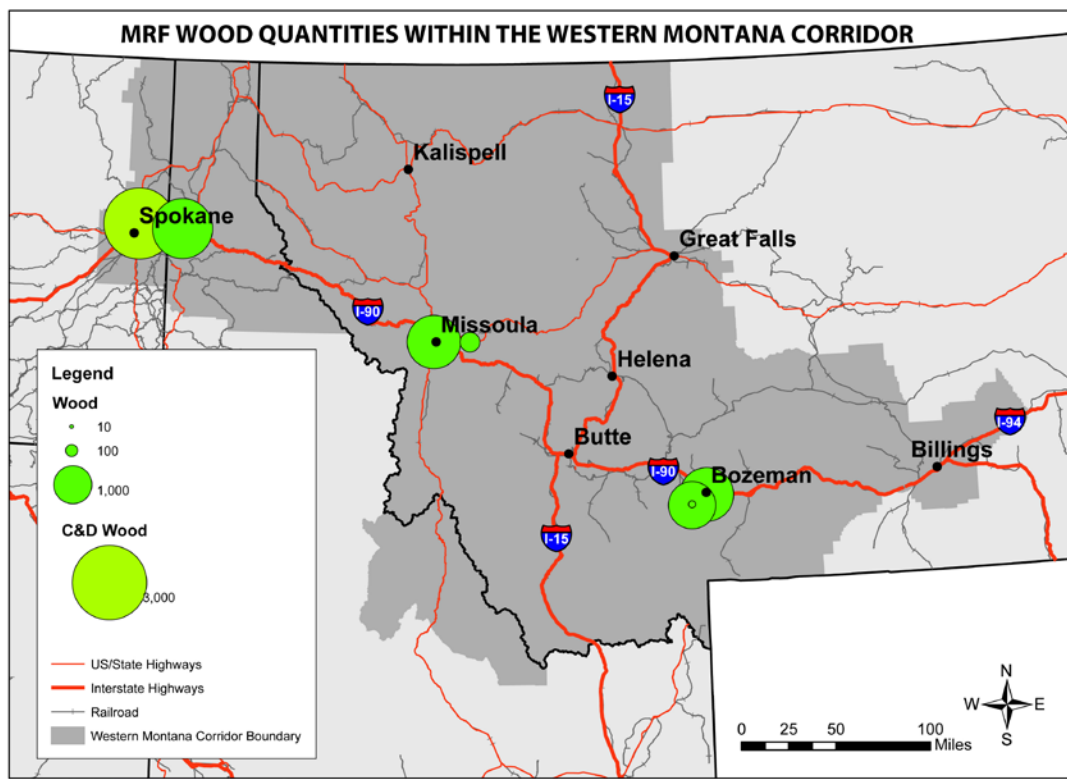 MRF WOOD QUANTITIES WITHIN THE WESTERN MONTANA CORRIDOR
I-15
Kalispell
Spokane
Great Falls
I-90
Missoula
Helena
I-94
Butte
Billings
I-90
Bozeman
I-15
Legend
Wood
10
100
1,000
C&D Wood
3,000
US/State Highways
Interstate Highways
Railroad
Western Montana Corridor Boundary
N
W
E
S
0 25 50 100
Miles